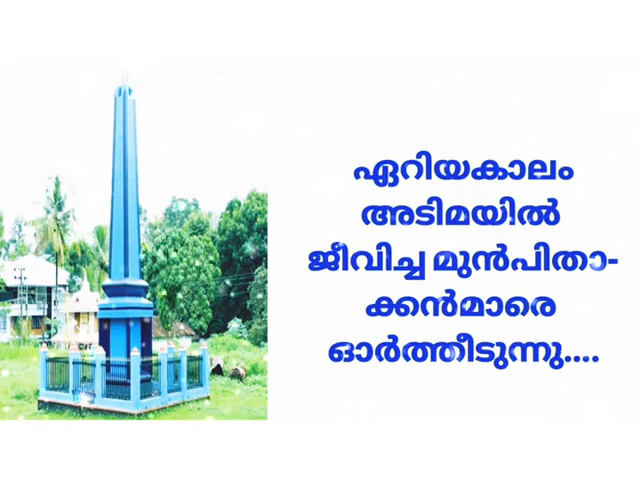 ഏറിയകാലം
അടിമയിൽ
ജീവിച്ച മുൻപിതാ-
ക്കൻമാരെ
ഓർത്തീടുന്നു....